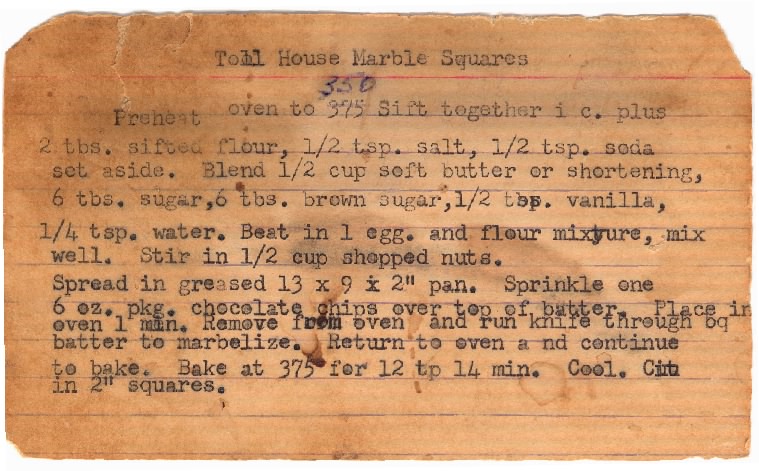 Toll House Marble Squares
350
Preheat oven to 375 Sift together i c. plus
2 tbs. sifted flour, 1/2 tsp. salt, 1/2 tsp. soda
set aside. Blend 1/2 cup soft butter or shortening,
6 tbs. sugar,6 tbs. brown sugar,1/2 tsp. vanilla,
1/4 tsp. water. Beat in 1 egg. and flour mixture, mix
well. Stir in 1/2 cup shopped nuts.
Spread in greased 13 x 9 x 2" pan. Sprinkle one
6 oz. pkg. chocolate chips over top of batter. Place in
oven 1 min. Remove from oven and run knife through
batter to marbelize. Return to oven a nd continue
to bake. Bake at 375 for 12 tp 14 min. Cool. Cut
in 2" squares.